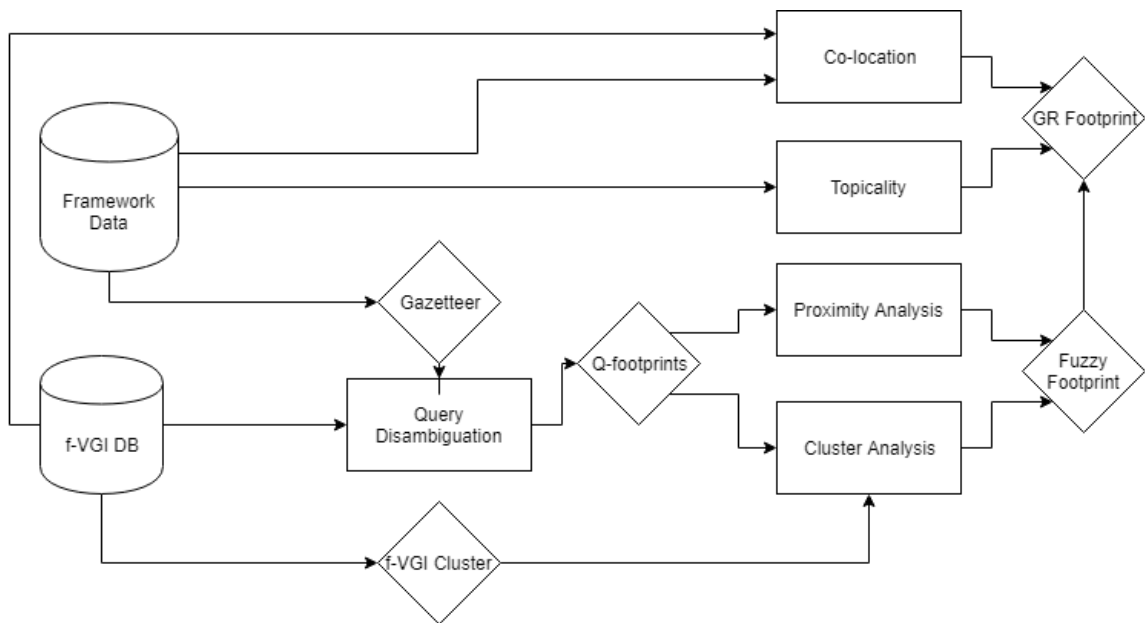 Co-location
GR Footprint
Framework
Data
Topicality
Gazetteer
Proximity Analysis
Q-footprints
Fuzzy
Footprint
f-VGI DB
Query
Disambiguation
Cluster Analysis
f-VGI Cluster